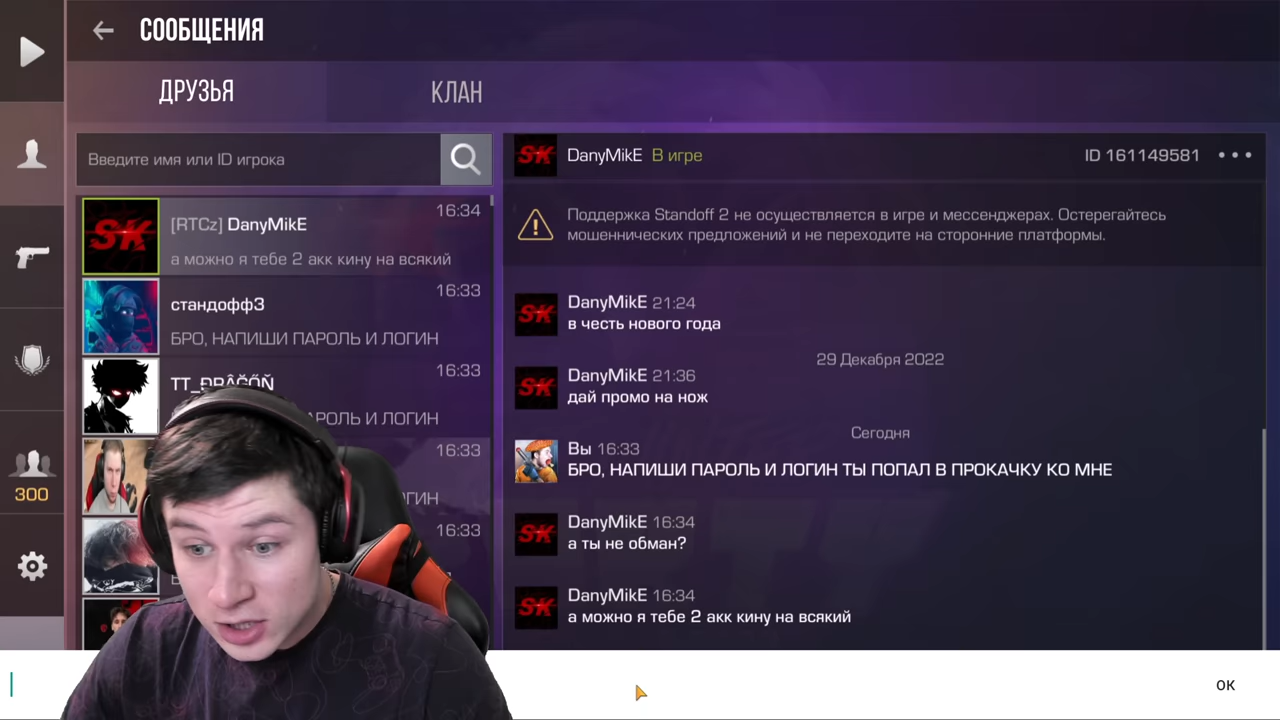 СООБЩЕНИЯ
ДРУЗЬЯ
КЛАН
Введите имя или ID игрока
[RTCz] DanyMikE
16:34
а можно я тебе 2 акк кину на всякий
стандофф3
16:33
БРО, НАПИШИ ПАРОЛЬ И ЛОГИН
TT_ĐRÂĞŐŇ
16:33
ПАРОЛЬ И ЛОГИН
16:33
16:33
300
SK
DanyMikE В игре
ID 161149581
Поддержка Standoff 2 не осуществляется в игре и мессенджерах. Остерегайтесь
мошеннических предложений и не переходите на сторонние платформы.
DanyMikE 21:24
в честь нового года
29 Декабря 2022
DanyMikE 21:36
дай промо на нож
Сегодня
Вы 16:33
БРО, НАПИШИ ПАРОЛЬ И ЛОГИН ТЫ ПОПАЛ В ПРОКАЧКУ КО МНЕ
DanyMikE 16:34
а ты не обман?
DanyMikE 16:34
а можно я тебе 2 акк кину на всякий
ОК